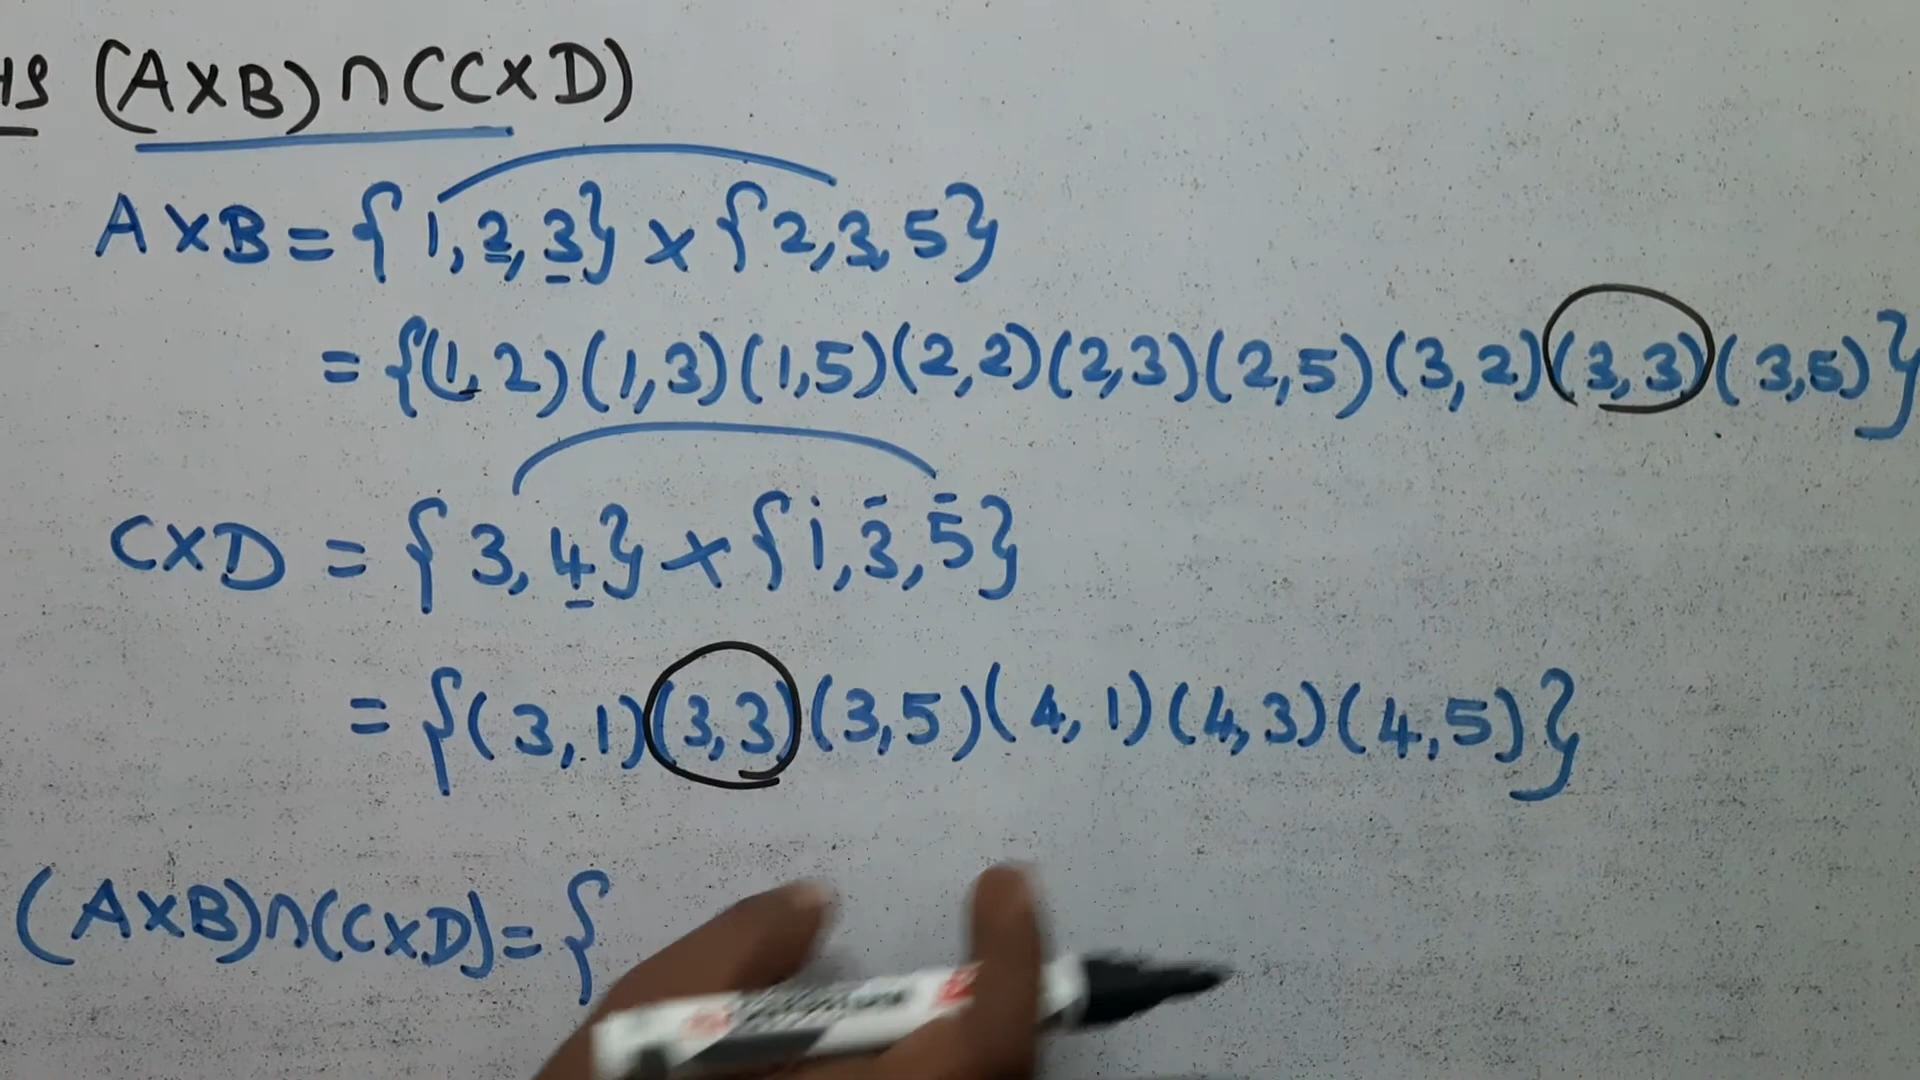 (A×B)∩(C×D)
A×B = {1,2,3} × {2,3,5}
= {(1,2)(1,3)(1,5)(2,2)(2,3)(2,5)(3,2)(3,3)(3,5)}
C×D = {3,4} × {1,3,5}
= {(3,1)(3,3)(3,5)(4,1)(4,3)(4,5)}
(A×B)∩(C×D) = {